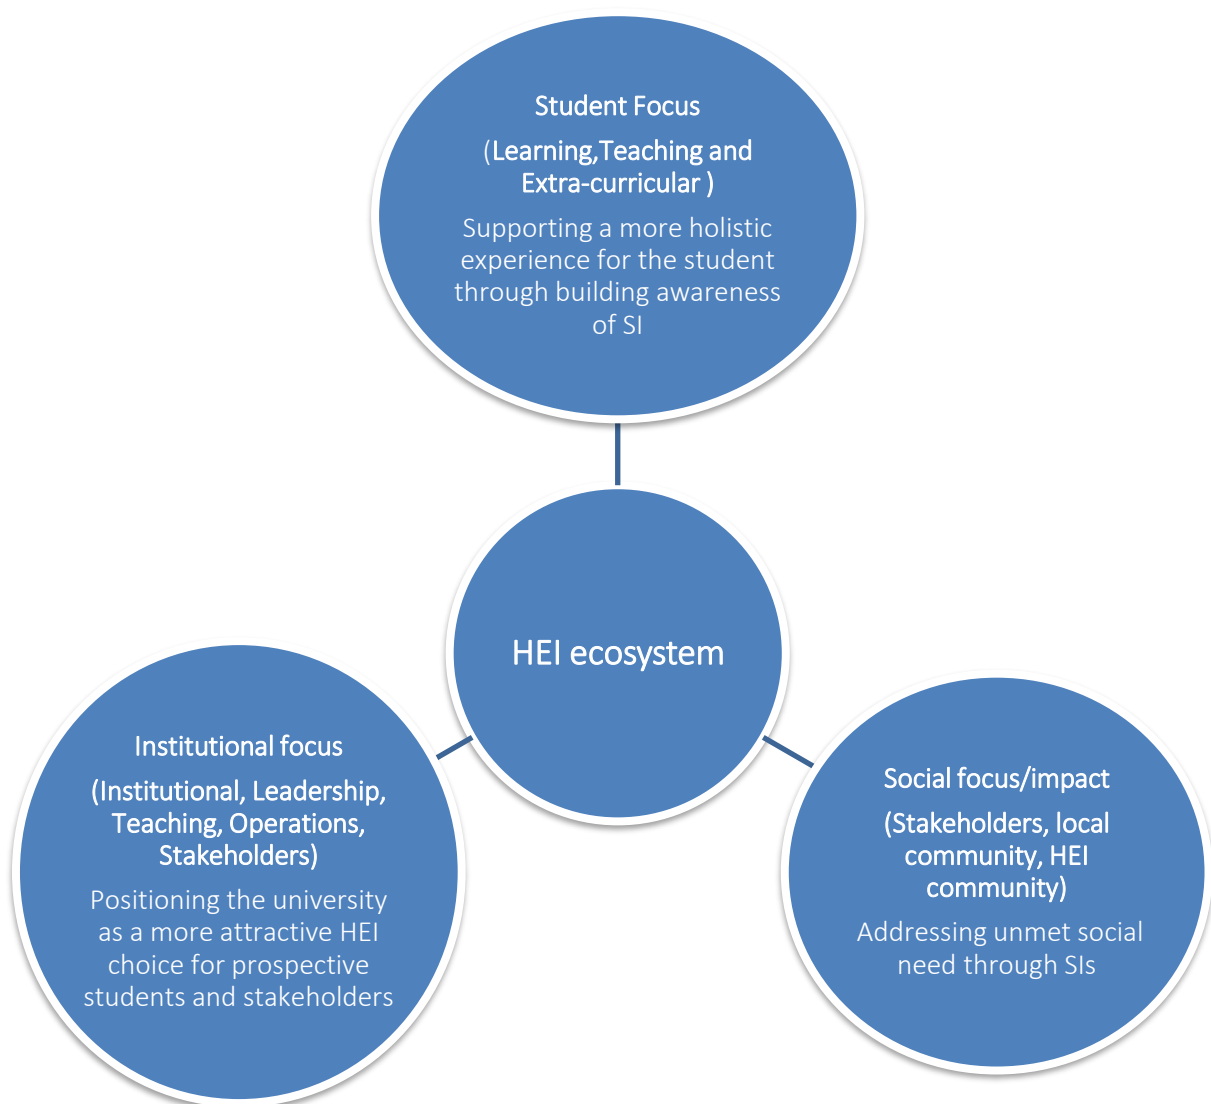 Student Focus
(Learning,Teaching and
Extra-curricular )
Supporting a more holistic
experience for the student
through building awareness
of SI
HEI ecosystem
Institutional focus
(Institutional, Leadership,
Teaching, Operations,
Stakeholders)
Positioning the university
as a more attractive HEI
choice for prospective
students and stakeholders
Social focus/impact
(Stakeholders, local
community, HEI
community)
Addressing unmet social
need through SIs